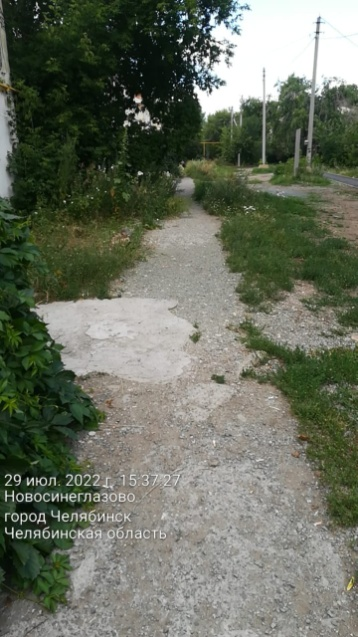 29 июл. 2022 г. 15:37:27
Новосинеглазово
город Челябинск
Челябинская область